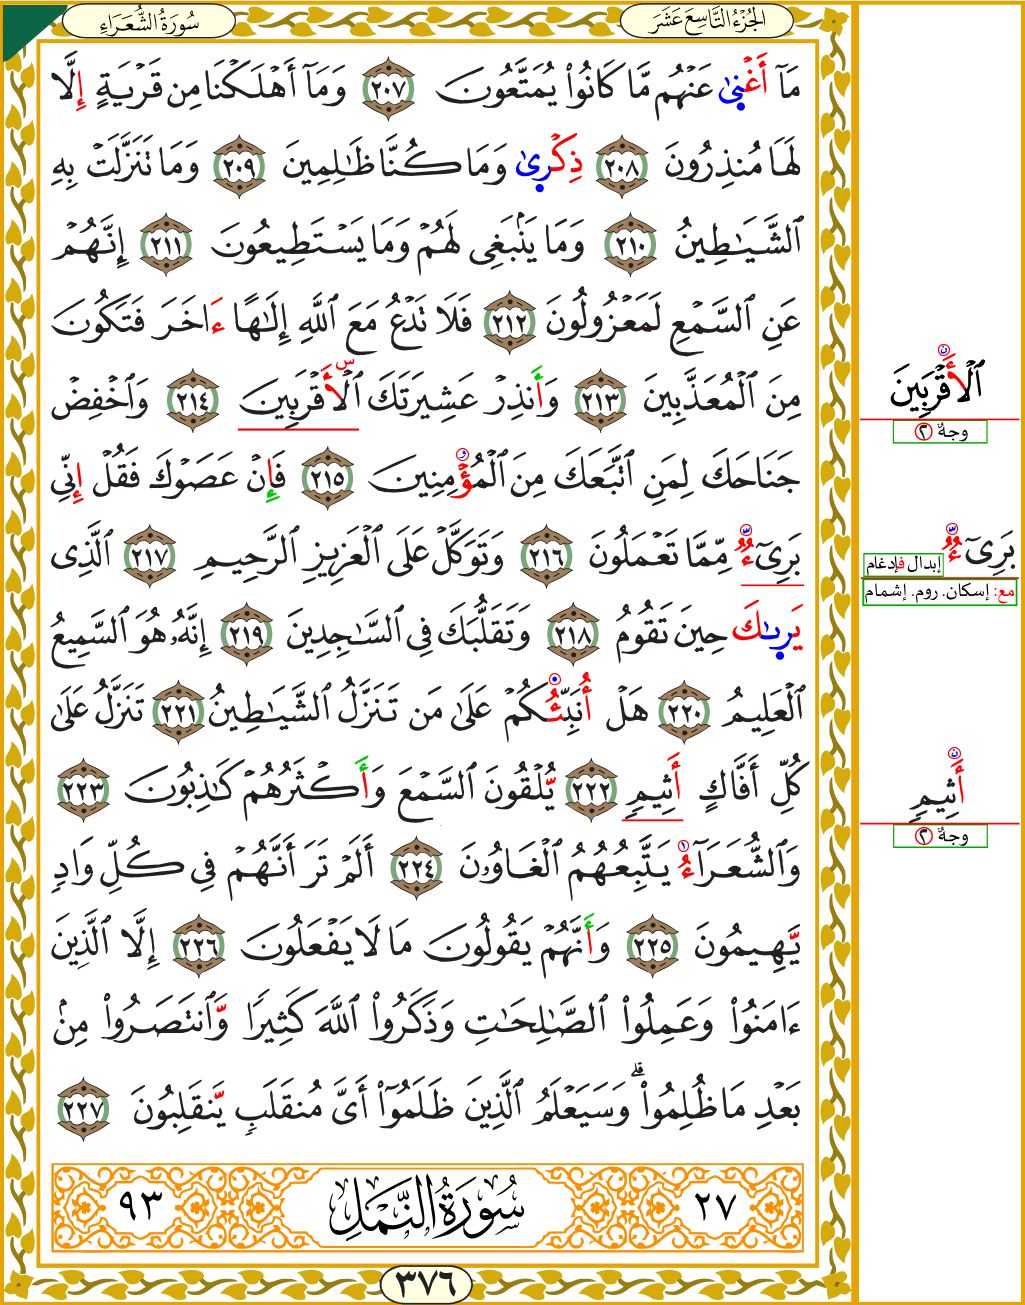 سُورَةُ الشُّعَرَاءِ
الجُزْءُ التَّاسِعَ عَشَرَ
مَآ أَغْنىٰ عَنْهُم مَّا كَانُوا۟ يُمَتَّعُونَ ٢٠٧ وَمَآ أَهْلَكْنَا مِن قَرْيَةٍ إِلَّا
لَهَا مُنذِرُونَ ٢٠٨ ذِكْرىٰ وَمَا كُنَّا ظَٰلِمِينَ ٢٠٩ وَمَا تَنَزَّلَتْ بِهِ
ٱلشَّيَٰطِينُ ٢١٠ وَمَا يَنۢبَغِى لَهُمْ وَمَا يَسْتَطِيعُونَ ٢١١ إِنَّهُمْ
عَنِ ٱلسَّمْعِ لَمَعْزُولُونَ ٢١٢ فَلَا تَدْعُ مَعَ ٱللَّهِ إِلَٰهًا ءَاخَرَ فَتَكُونَ
مِنَ ٱلْمُعَذَّبِينَ ٢١٣ وَأَنذِرْ عَشِيرَتَكَ ٱلْأَقْرَبِينَ ٢١٤ وَٱخْفِضْ
جَنَاحَكَ لِمَنِ ٱتَّبَعَكَ مِنَ ٱلْمُؤْمِنِينَ ٢١٥ فَإِنْ عَصَوْكَ فَقُلْ إِنِّى
بَرِىٓءٌ مِّمَّا تَعْمَلُونَ ٢١٦ وَتَوَكَّلْ عَلَى ٱلْعَزِيزِ ٱلرَّحِيمِ ٢١٧ ٱلَّذِى
يَرىٰكَ حِينَ تَقُومُ ٢١٨ وَتَقَلُّبَكَ فِى ٱلسَّٰجِدِينَ ٢١٩ إِنَّهُۥ هُوَ ٱلسَّمِيعُ
ٱلْعَلِيمُ ٢٢٠ هَلْ أُنَبِّئُكُمْ عَلَىٰ مَن تَنَزَّلُ ٱلشَّيَٰطِينُ ٢٢١ تَنَزَّلُ عَلَىٰ
كُلِّ أَفَّاكٍ أَثِيمٍ ٢٢٢ يُّلْقُونَ ٱلسَّمْعَ وَأَكْثَرُهُمْ كَٰذِبُونَ ٢٢٣
وَٱلشُّعَرَآءُ يَتَّبِعُهُمُ ٱلْغَاوُۥنَ ٢٢٤ أَلَمْ تَرَ أَنَّهُمْ فِى كُلِّ وَادٍ
يَّهِيمُونَ ٢٢٥ وَأَنَّهُمْ يَقُولُونَ مَا لَا يَفْعَلُونَ ٢٢٦ إِلَّا ٱلَّذِينَ
ءَامَنُوا۟ وَعَمِلُوا۟ ٱلصَّٰلِحَٰتِ وَذَكَرُوا۟ ٱللَّهَ كَثِيرًا وَّٱنتَصَرُوا۟ مِنۢ
بَعْدِ مَا ظُلِمُوا۟ ۗ وَسَيَعْلَمُ ٱلَّذِينَ ظَلَمُوٓا۟ أَىَّ مُنقَلَبٍ يَّنقَلِبُونَ ٢٢٧
٢٧ سُورَةُ النَّمْلِ ٩٣
٣٧٦
ٱلْأَقْرَبِينَ
وجهٌ ٢
بَرِىٓءٌ
إبدال فإدغام
مع: إسكان. روم. إشمام
أَثِيمٍ
وجهٌ ٢